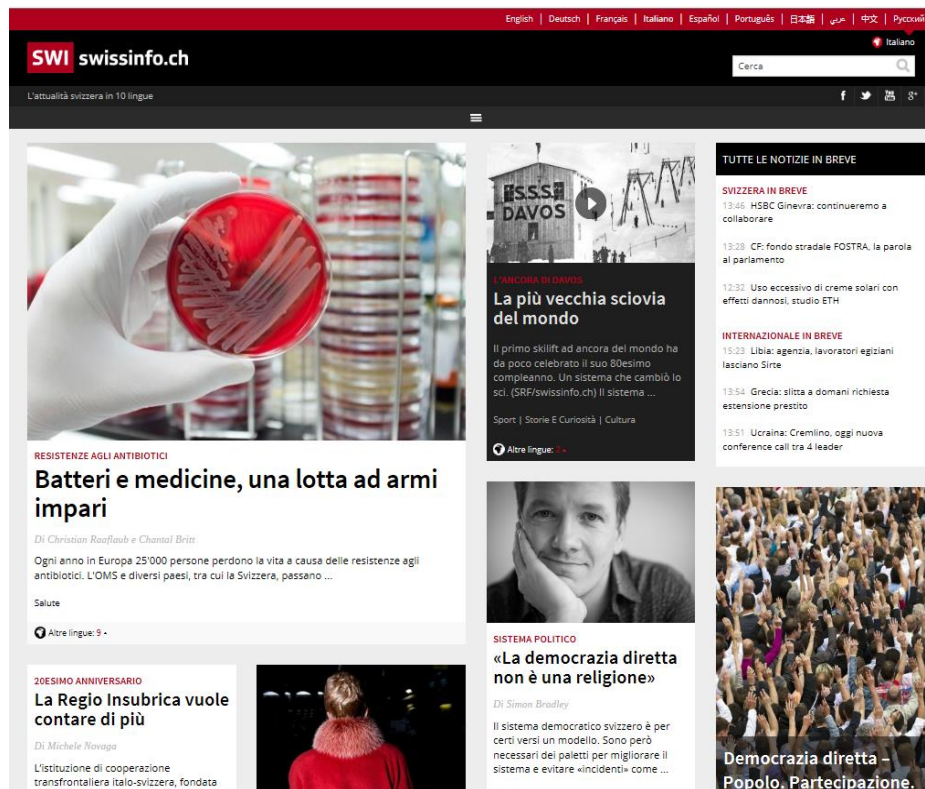 English | Deutsch | Français | Italiano | Español | Português | 日本語 | عربي | 中文 | Русский
Italiano
SWI swissinfo.ch
Cerca
L'attualità svizzera in 10 lingue
RESISTENZE AGLI ANTIBIOTICI
Batteri e medicine, una lotta ad armi
impari
Di Christian Raaflaub e Chantal Britt
Ogni anno in Europa 25'000 persone perdono la vita a causa delle resistenze agli
antibiotici. L'OMS e diversi paesi, tra cui la Svizzera, passano ...
Salute
Altre lingue: 9
20ESIMO ANNIVERSARIO
La Regio Insubrica vuole
contare di più
Di Michele Novaga
L'istituzione di cooperazione
transfrontaliera italo-svizzera, fondata
S.S.S.
DAVOS
L'ANCORA DI DAVOS
La più vecchia sciovia
del mondo
Il primo skilift ad ancora del mondo ha
da poco celebrato il suo 80esimo
compleanno. Un sistema che cambiò lo
sci. (SRF/swissinfo.ch) Il sistema ...
Sport | Storie E Curiosità | Cultura
Altre lingue: 2
SISTEMA POLITICO
«La democrazia diretta
non è una religione»
Di Simon Bradley
Il sistema democratico svizzero è per
certi versi un modello. Sono però
necessari dei paletti per migliorare il
sistema e evitare «incidenti» come ...
TUTTE LE NOTIZIE IN BREVE
SVIZZERA IN BREVE
13:46 HSBC Ginevra: continueremo a
collaborare
13:28 CF: fondo stradale FOSTRA, la parola
al parlamento
12:32 Uso eccessivo di creme solari con
effetti dannosi, studio ETH
INTERNAZIONALE IN BREVE
15:23 Libia: agenzia, lavoratori egiziani
lasciano Sirte
13:54 Grecia: slitta a domani richiesta
estensione prestito
13:51 Ucraina: Cremlino, oggi nuova
conference call tra 4 leader
Democrazia diretta –
Popolo. Partecipazione.